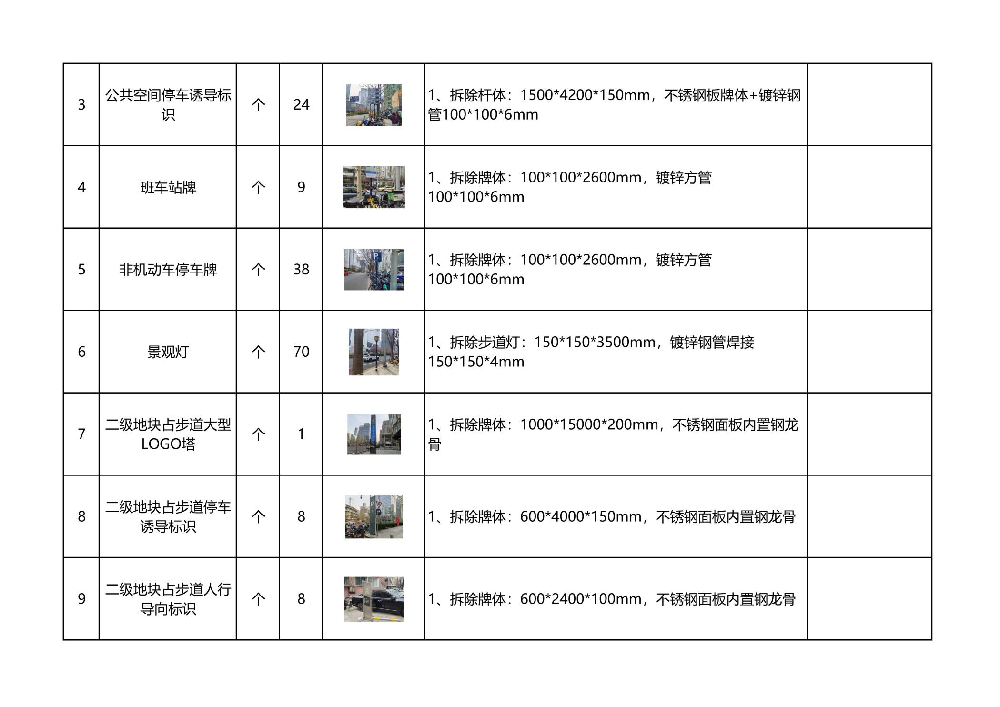 3
公共空间停车诱导标
识
个
24
1、拆除杆体：1500*4200*150mm，不锈钢板牌体+镀锌钢
管100*100*6mm
4
班车站牌
个
9
1、拆除牌体：100*100*2600mm，镀锌方管
100*100*6mm
5
非机动车停车牌
个
38
P
1、拆除牌体：100*100*2600mm，镀锌方管
100*100*6mm
6
景观灯
个
70
1、拆除步道灯：150*150*3500mm，镀锌钢管焊接
150*150*4mm
7
二级地块占步道大型
LOGO塔
个
1
1、拆除牌体：1000*15000*200mm，不锈钢面板内置钢龙
骨
8
二级地块占步道停车
诱导标识
个
8
P
1、拆除牌体：600*4000*150mm，不锈钢面板内置钢龙骨
9
二级地块占步道人行
导向标识
个
8
1、拆除牌体：600*2400*100mm，不锈钢面板内置钢龙骨